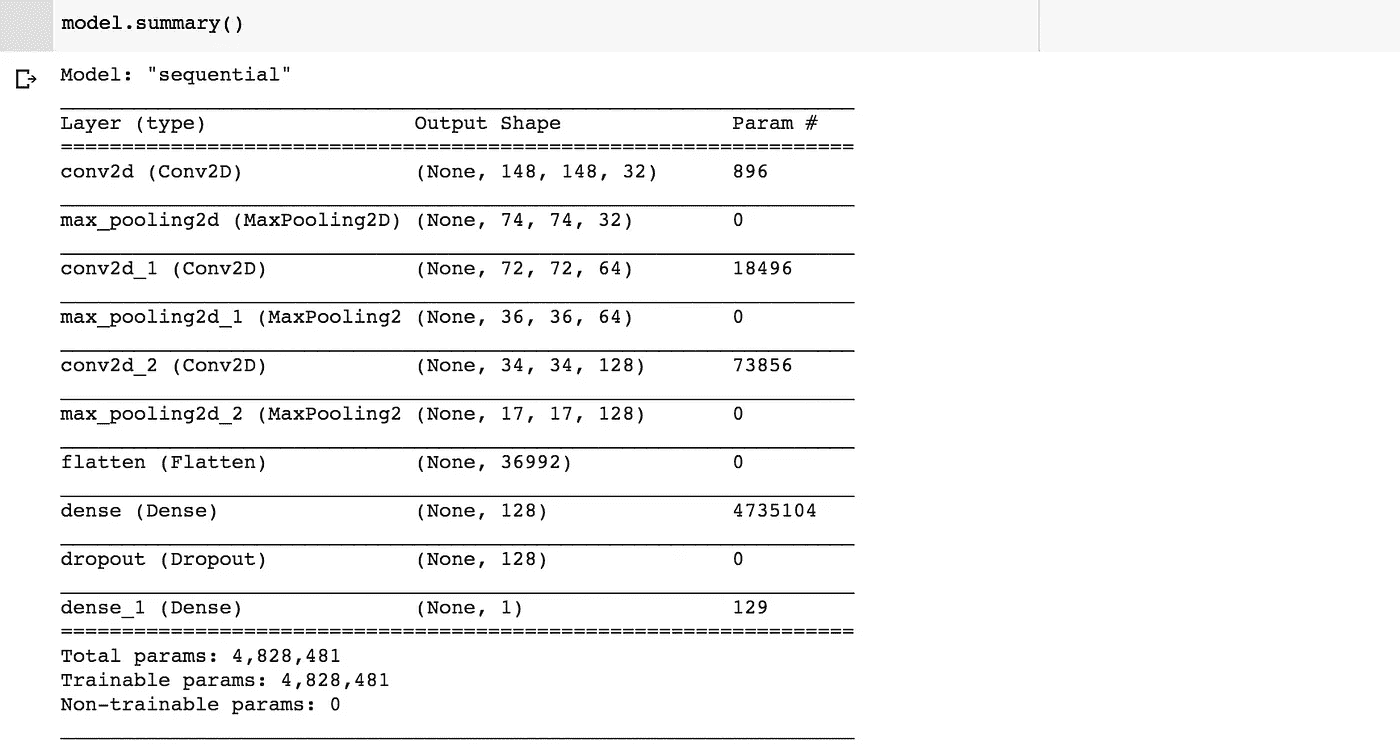 model.summary()
Model: "sequential"
Layer (type) Output Shape Param #
=================================================================
conv2d (Conv2D) (None, 148, 148, 32) 896
max_pooling2d (MaxPooling2D) (None, 74, 74, 32) 0
conv2d_1 (Conv2D) (None, 72, 72, 64) 18496
max_pooling2d_1 (MaxPooling2 (None, 36, 36, 64) 0
conv2d_2 (Conv2D) (None, 34, 34, 128) 73856
max_pooling2d_2 (MaxPooling2 (None, 17, 17, 128) 0
flatten (Flatten) (None, 36992) 0
dense (Dense) (None, 128) 4735104
dropout (Dropout) (None, 128) 0
dense_1 (Dense) (None, 1) 129
=================================================================
Total params: 4,828,481
Trainable params: 4,828,481
Non-trainable params: 0